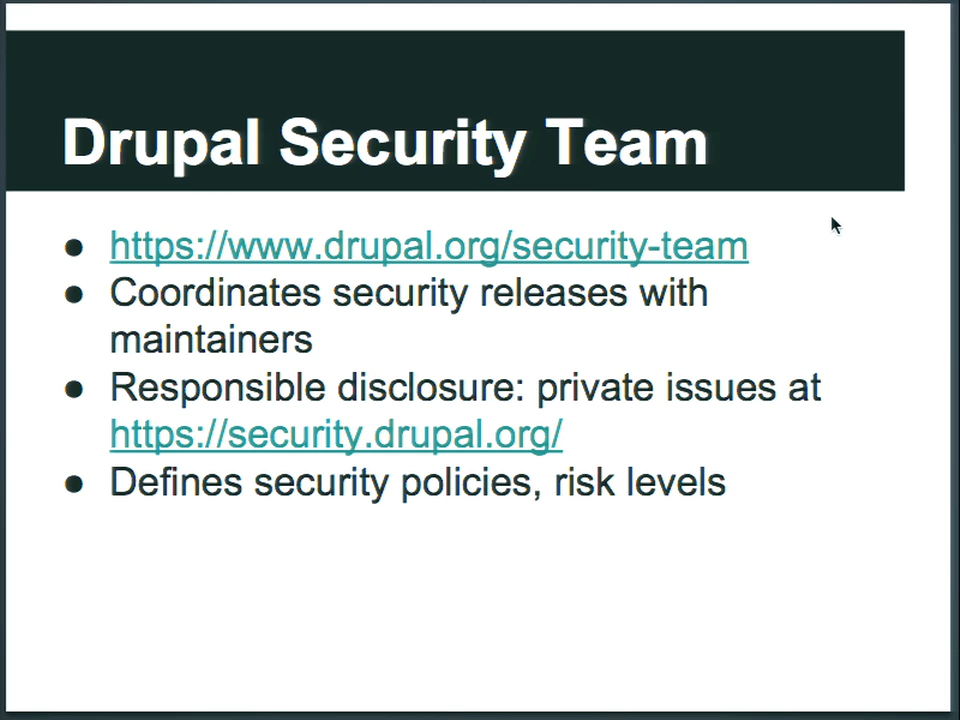 Drupal Security Team
● https://www.drupal.org/security-team
● Coordinates security releases with
maintainers
● Responsible disclosure: private issues at
https://security.drupal.org/
● Defines security policies, risk levels